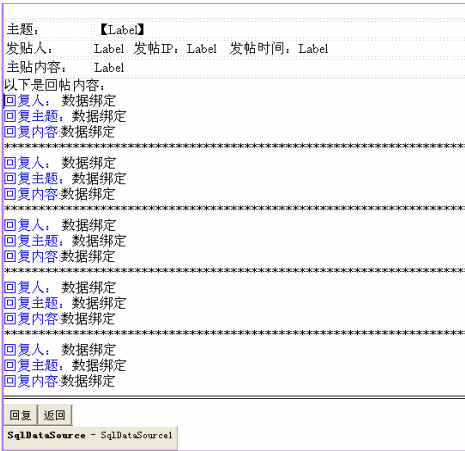 主题： 【Label】
发贴人： Label 发帖IP：Label 发帖时间：Label
主贴内容： Label
以下是回帖内容：
回复人： 数据绑定
回复主题：数据绑定
回复内容:数据绑定
************************************************************
回复人： 数据绑定
回复主题：数据绑定
回复内容:数据绑定
************************************************************
回复人： 数据绑定
回复主题：数据绑定
回复内容:数据绑定
************************************************************
回复人： 数据绑定
回复主题：数据绑定
回复内容:数据绑定
************************************************************
回复人： 数据绑定
回复主题：数据绑定
回复内容:数据绑定
回复 返回
SqlDataSource - SqlDataSource1